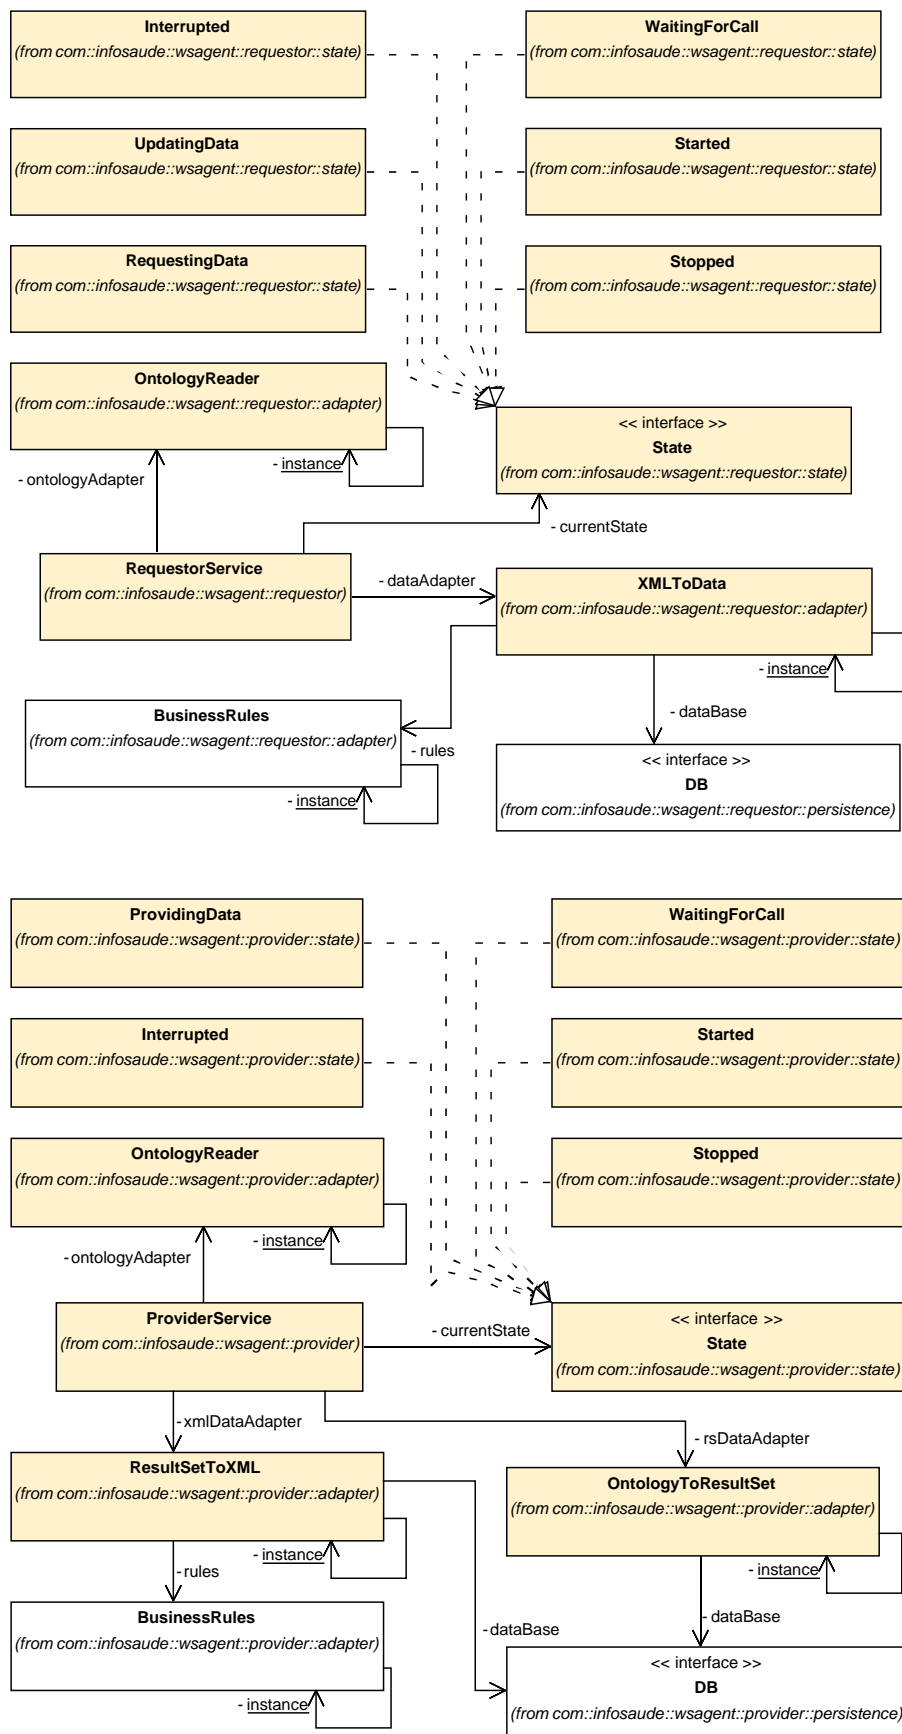 Interrupted
(from com::infosaude::wsagent::requestor::state)
WaitingForCall
(from com::infosaude::wsagent::requestor::state)
UpdatingData
(from com::infosaude::wsagent::requestor::state)
Started
(from com::infosaude::wsagent::requestor::state)
RequestingData
(from com::infosaude::wsagent::requestor::state)
Stopped
(from com::infosaude::wsagent::requestor::state)
OntologyReader
(from com::infosaude::wsagent::requestor::adapter)
- instance
- ontologyAdapter
<< interface >>
State
(from com::infosaude::wsagent::requestor::state)
- currentState
RequestorService
(from com::infosaude::wsagent::requestor)
- dataAdapter
XMLToData
(from com::infosaude::wsagent::requestor::adapter)
- instance
BusinessRules
(from com::infosaude::wsagent::requestor::adapter)
- rules
- instance
- dataBase
<< interface >>
DB
(from com::infosaude::wsagent::requestor::persistence)
ProvidingData
(from com::infosaude::wsagent::provider::state)
WaitingForCall
(from com::infosaude::wsagent::provider::state)
Interrupted
(from com::infosaude::wsagent::provider::state)
Started
(from com::infosaude::wsagent::provider::state)
OntologyReader
(from com::infosaude::wsagent::provider::adapter)
Stopped
(from com::infosaude::wsagent::provider::state)
- instance
- ontologyAdapter
ProviderService
(from com::infosaude::wsagent::provider)
- currentState
<< interface >>
State
(from com::infosaude::wsagent::provider::state)
- xmlDataAdapter
- rsDataAdapter
ResultSetToXML
(from com::infosaude::wsagent::provider::adapter)
OntologyToResultSet
(from com::infosaude::wsagent::provider::adapter)
- instance
- instance
- rules
BusinessRules
(from com::infosaude::wsagent::provider::adapter)
- dataBase
- dataBase
<< interface >>
DB
(from com::infosaude::wsagent::provider::persistence)
- instance